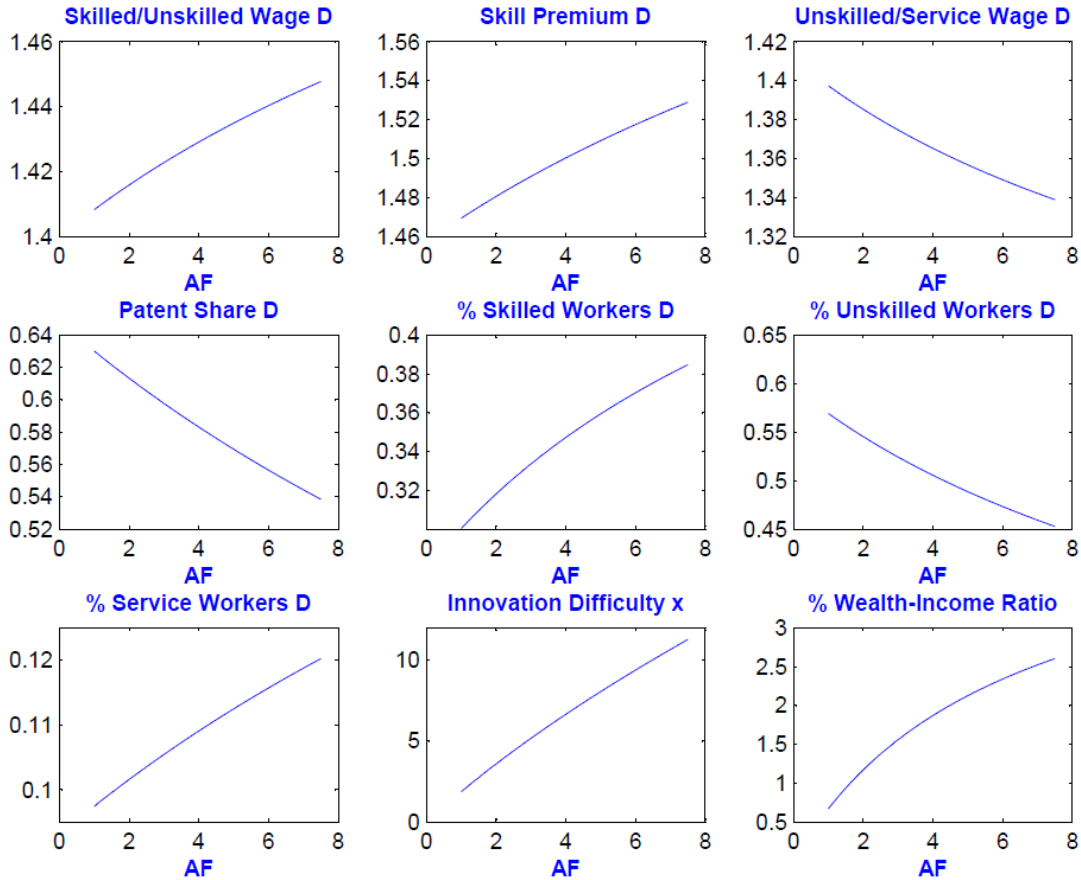 Skilled/Unskilled Wage D
1.46
1.44
1.42
1.4
0 2 4 6 8
AF
Skill Premium D
1.56
1.54
1.52
1.5
1.48
1.46
0 2 4 6 8
AF
Unskilled/Service Wage D
1.42
1.4
1.38
1.36
1.34
1.32
0 2 4 6 8
AF
Patent Share D
0.64
0.62
0.6
0.58
0.56
0.54
0.52
0 2 4 6 8
AF
% Skilled Workers D
0.4
0.38
0.36
0.34
0.32
0 2 4 6 8
AF
% Unskilled Workers D
0.65
0.6
0.55
0.5
0.45
0 2 4 6 8
AF
% Service Workers D
0.12
0.11
0.1
0 2 4 6 8
AF
Innovation Difficulty x
10
5
0
0 2 4 6 8
AF
% Wealth-Income Ratio
3
2.5
2
1.5
1
0.5
0 2 4 6 8
AF